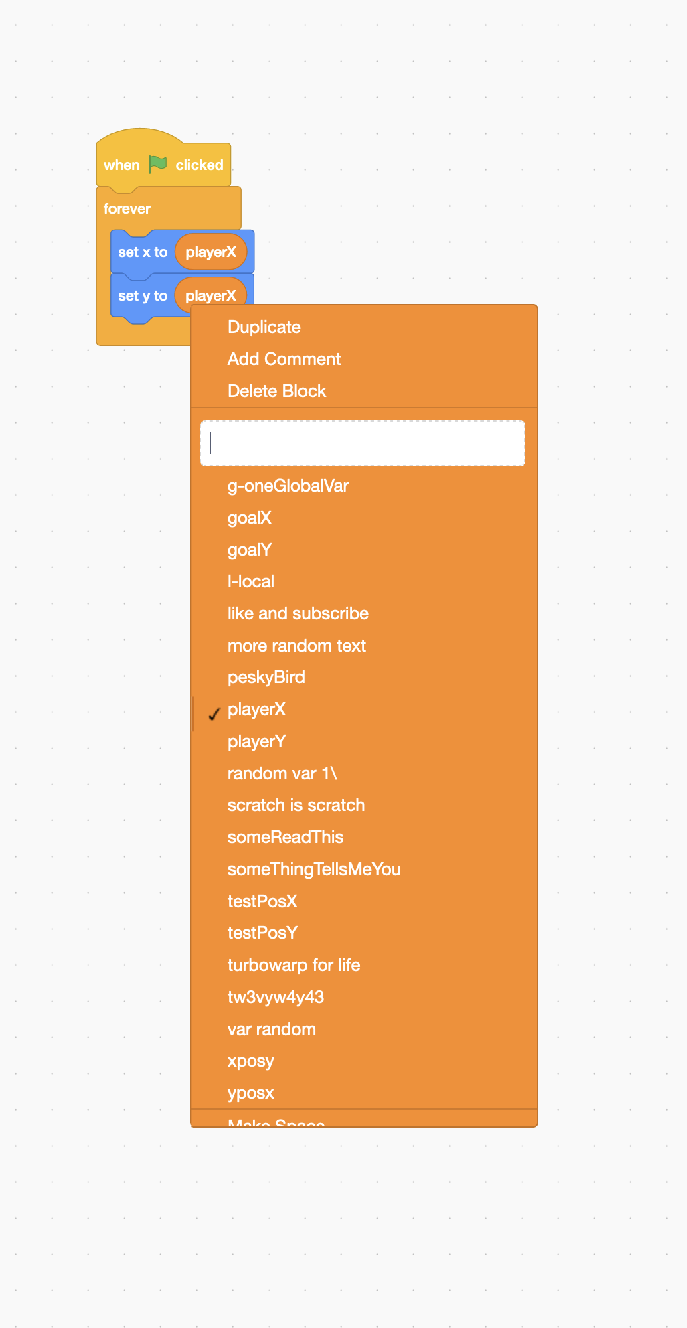 when clicked
forever
set x to playerX
set y to playerX
Duplicate
Add Comment
Delete Block
g-oneGlobalVar
goalX
goalY
l-local
like and subscribe
more random text
peskyBird
playerX
playerY
random var 1\
scratch is scratch
someReadThis
someThingTellsMeYou
testPosX
testPosY
turbowarp for life
tw3vyw4y43
var random
xposy
yposx
Make Space